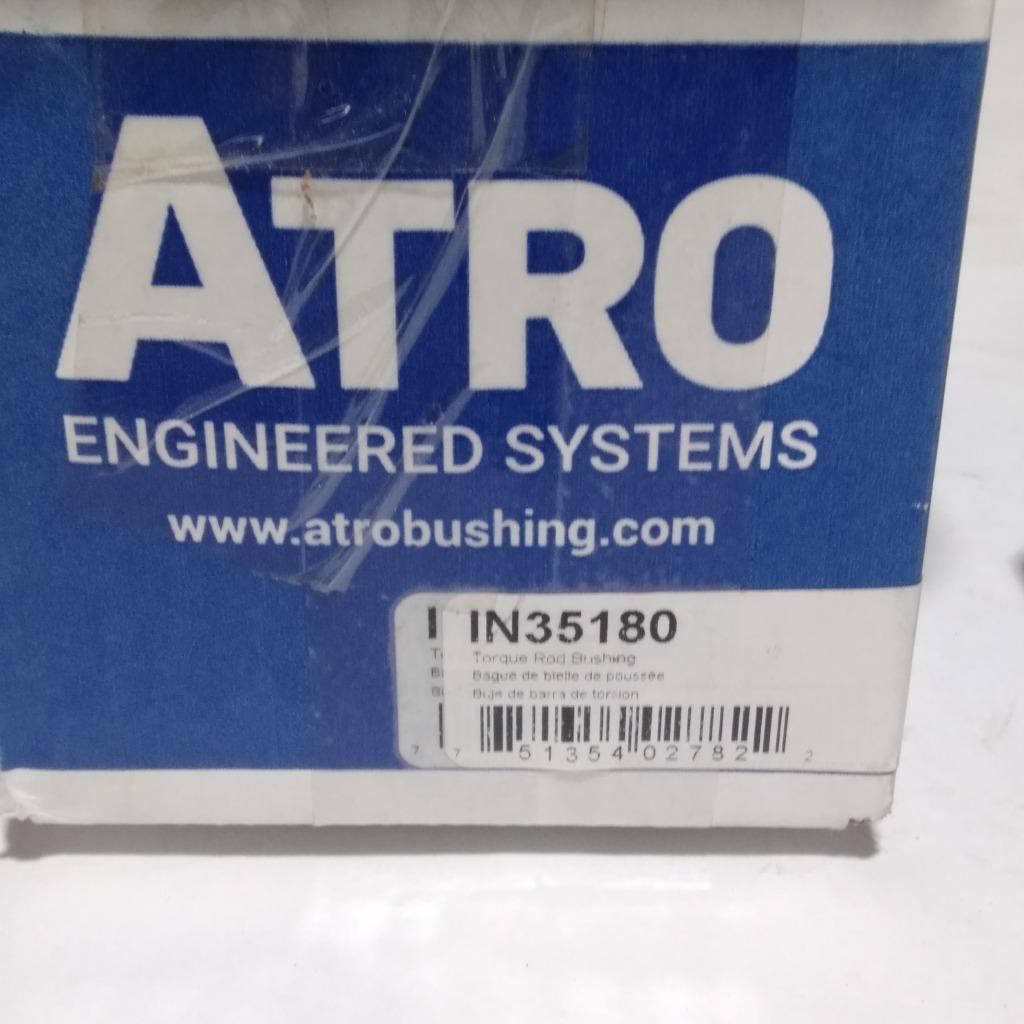 ATRO
ENGINEERED SYSTEMS
www.atrobushing.com
IN35180
Torque Rod Bushing
Bague de bielle de poussée
Buje de barra de torsion
7 51354 02782 2